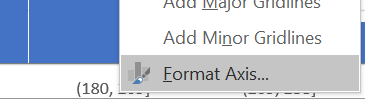 Add Major Gridlines
Add Minor Gridlines
Format Axis...
(180,